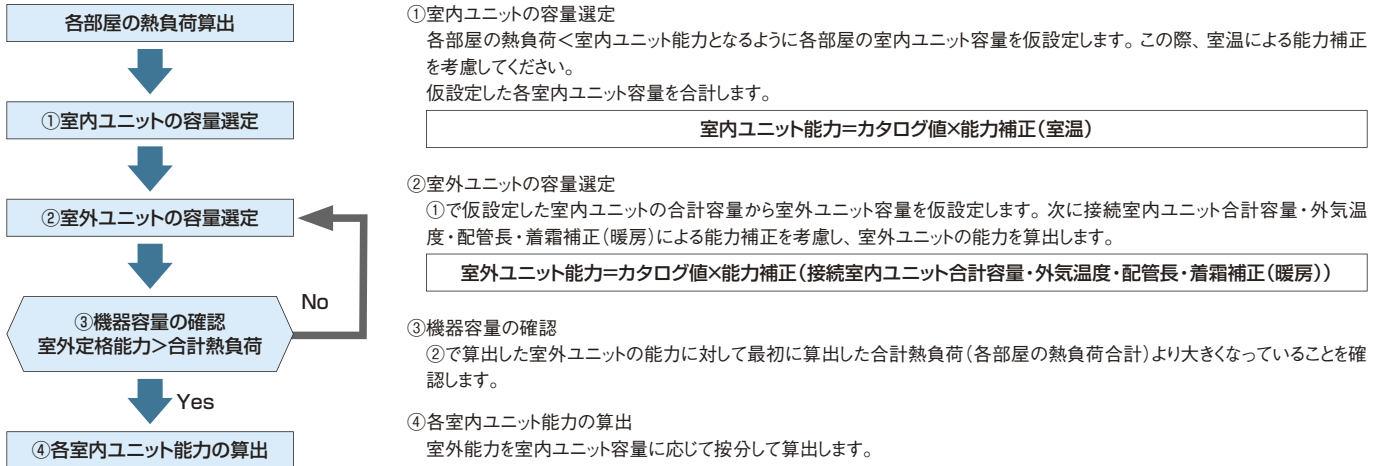 各部屋の熱負荷算出
①室内ユニットの容量選定
②室外ユニットの容量選定
No
③機器容量の確認
室外定格能力>合計熱負荷
Yes
④各室内ユニット能力の算出
①室内ユニットの容量選定
各部屋の熱負荷<室内ユニット能力となるように各部屋の室内ユニット容量を仮設定します。この際、室温による能力補正
を考慮してください。
仮設定した各室内ユニット容量を合計します。
室内ユニット能力=カタログ値×能力補正(室温)
②室外ユニットの容量選定
①で仮設定した室内ユニットの合計容量から室外ユニット容量を仮設定します。次に接続室内ユニット合計容量・外気温
度・配管長・着霜補正(暖房)による能力補正を考慮し、室外ユニットの能力を算出します。
室外ユニット能力=カタログ値×能力補正(接続室内ユニット合計容量・外気温度・配管長・着霜補正(暖房))
③機器容量の確認
②で算出した室外ユニットの能力に対して最初に算出した合計熱負荷(各部屋の熱負荷合計)より大きくなっていることを確
認します。
④各室内ユニット能力の算出
室外能力を室内ユニット容量に応じて按分して算出します。